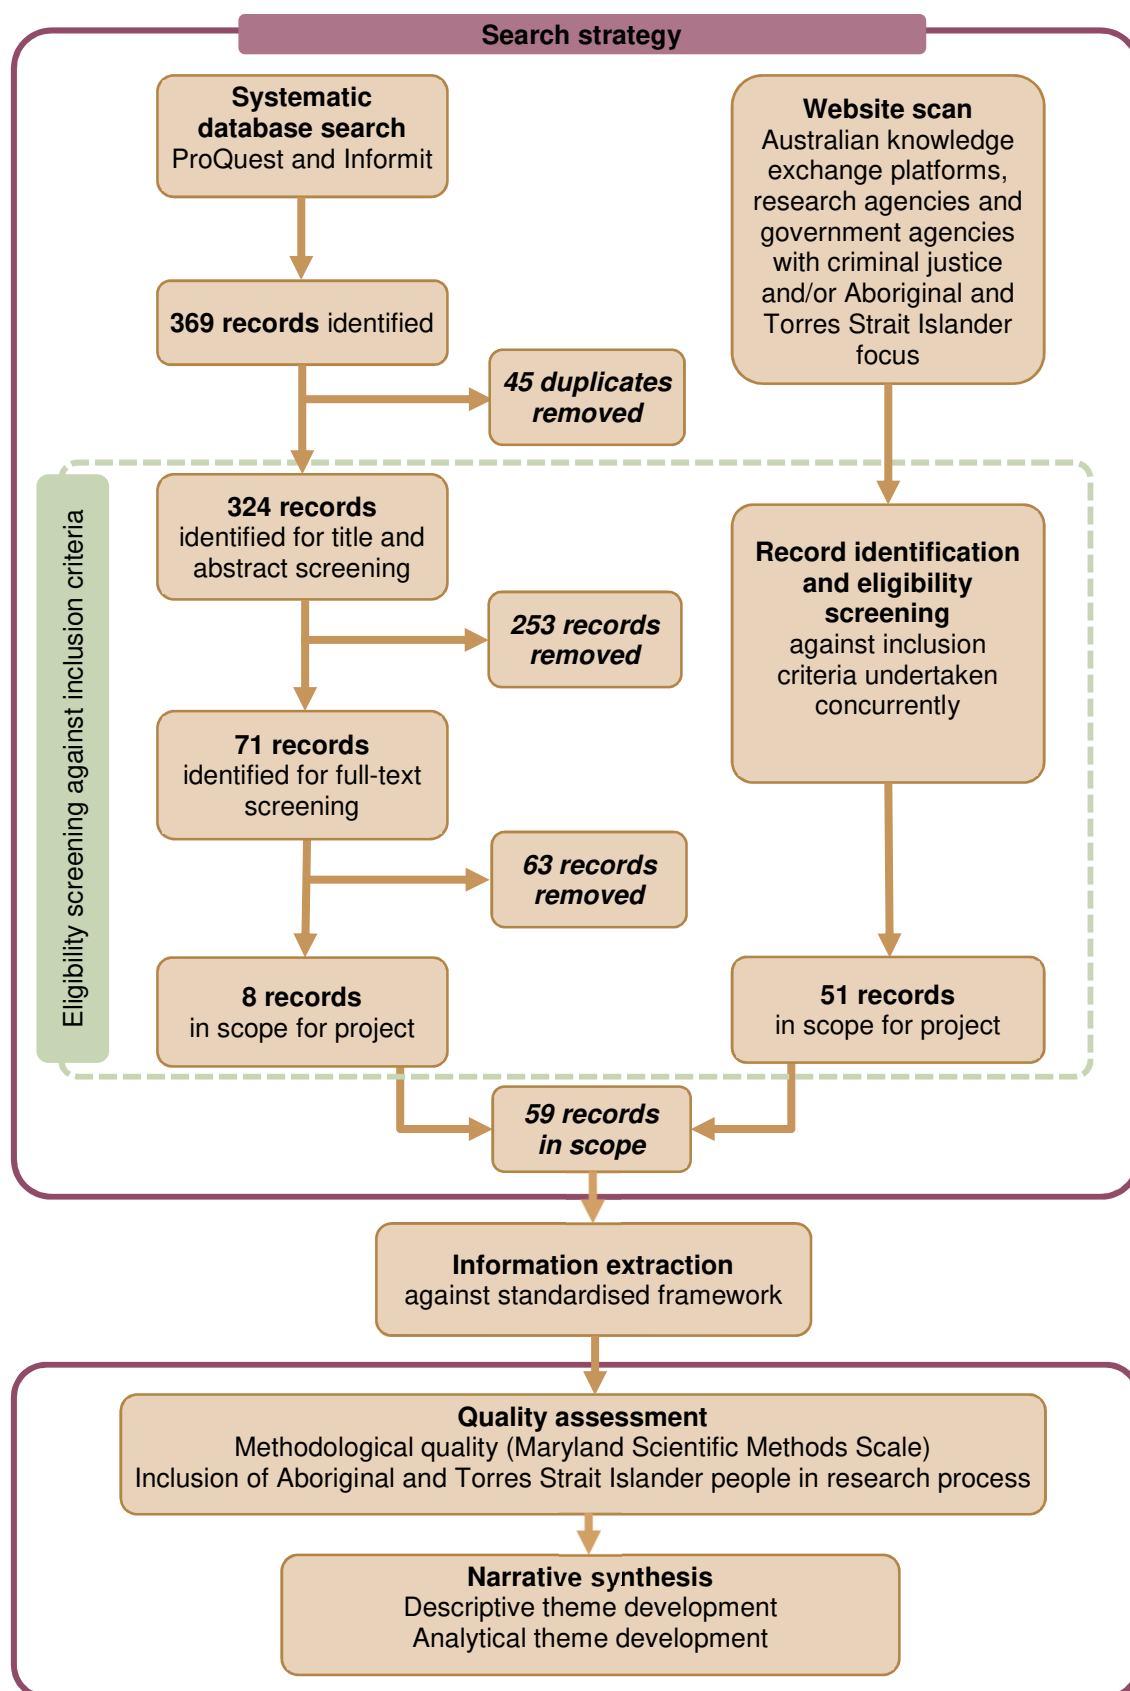 Search strategy
Systematic
database search
ProQuest and Informit
Website scan
Australian knowledge
exchange platforms,
research agencies and
government agencies
with criminal justice
and/or Aboriginal and
Torres Strait Islander
focus
369 records identified
45 duplicates
removed
Eligibility screening against inclusion criteria
324 records
identified for title and
abstract screening
Record identification
and eligibility
screening
against inclusion
criteria undertaken
concurrently
253 records
removed
71 records
identified for full-text
screening
63 records
removed
8 records
in scope for project
51 records
in scope for project
59 records
in scope
Information extraction
against standardised framework
Quality assessment
Methodological quality (Maryland Scientific Methods Scale)
Inclusion of Aboriginal and Torres Strait Islander people in research process
Narrative synthesis
Descriptive theme development
Analytical theme development